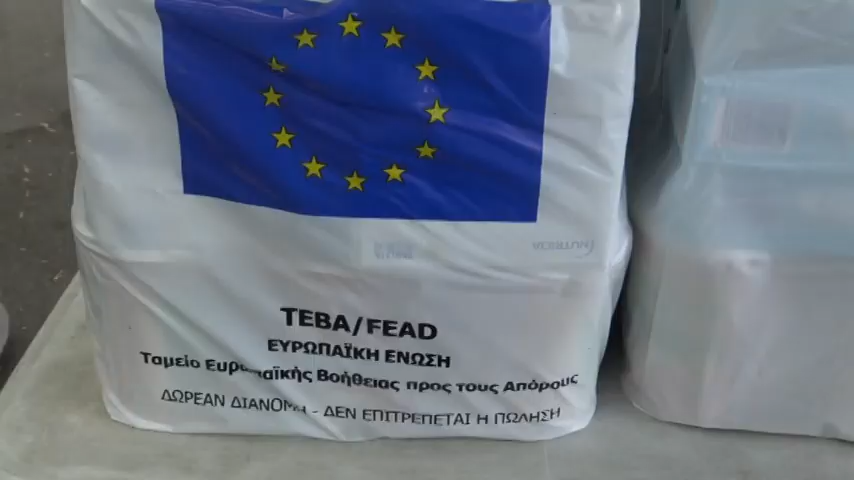 TEBA/FEAD
ΕΥΡΩΠΑΪΚΗ ΕΝΩΣΗ
Ταμείο Ευρωπαϊκής Βοήθειας προς τους Απόρους
ΔΩΡΕΑΝ ΔΙΑΝΟΜΗ - ΔΕΝ ΕΠΙΤΡΕΠΕΤΑΙ Η ΠΩΛΗΣΗ